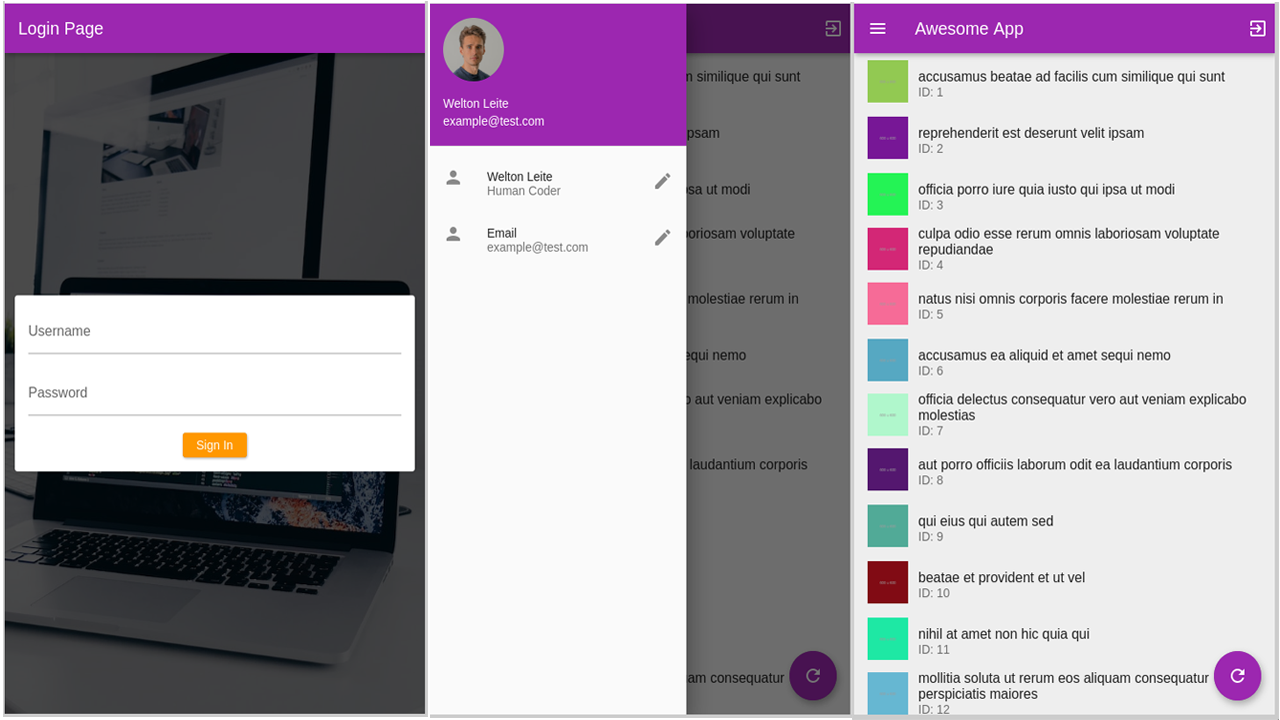 Login Page
Username
Password
Sign In
Welton Leite
example@test.com
Welton Leite
Human Coder
Email
example@test.com
similique qui sunt
ut modi
voluptate
molestiae rerum in
sequi nemo
aut veniam explicabo
laudantium corporis
consequatur
Awesome App
accusamus beatae ad facilis cum similique qui sunt
ID: 1
reprehenderit est deserunt velit ipsam
ID: 2
officia porro iure quia iusto qui ipsa ut modi
ID: 3
culpa odio esse rerum omnis laboriosam voluptate
repudiandae
ID: 4
natus nisi omnis corporis facere molestiae rerum in
ID: 5
accusamus ea aliquid et amet sequi nemo
ID: 6
officia delectus consequatur vero aut veniam explicabo
molestias
ID: 7
aut porro officiis laborum odit ea laudantium corporis
ID: 8
qui eius qui autem sed
ID: 9
beatae et provident et ut vel
ID: 10
nihil at amet non hic quia qui
ID: 11
mollitia soluta ut rerum eos aliquam consequatur
perspiciatis maiores
ID: 12